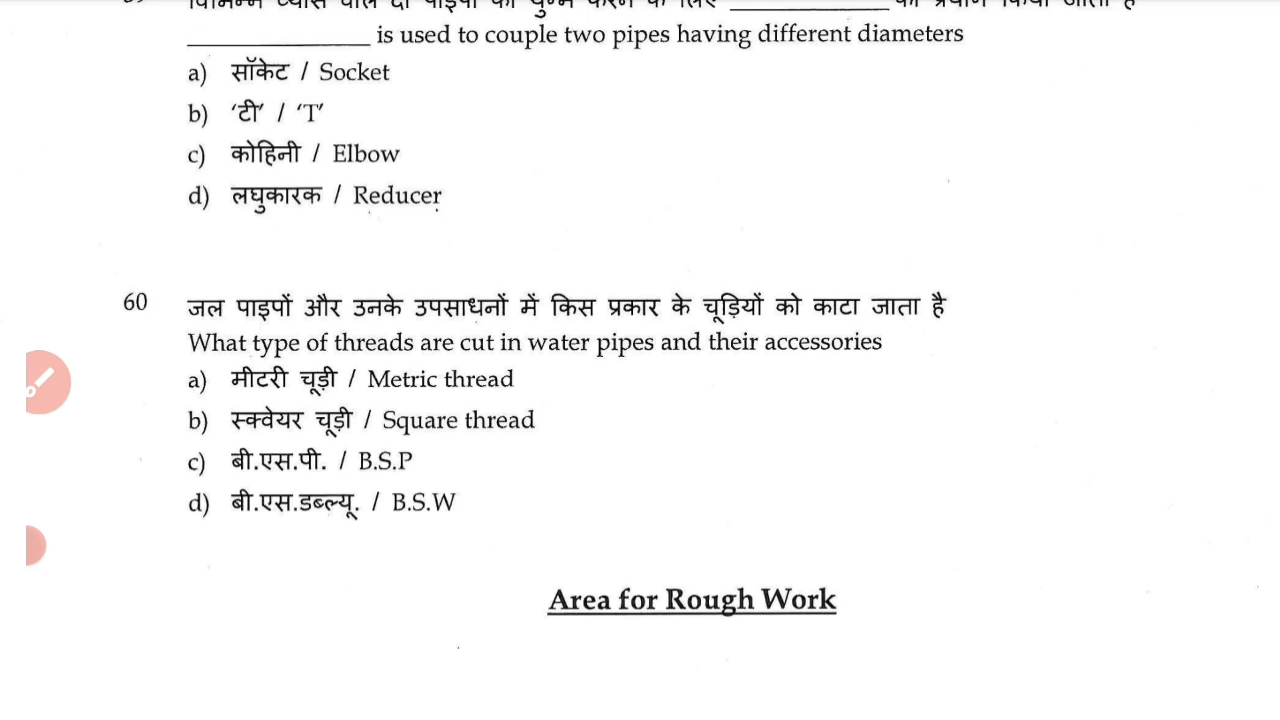 is used to couple two pipes having different diameters
a) सॉकेट / Socket
b) ‘टी’ / ‘T’
c) कोहिनी / Elbow
d) लघुकारक / Reducer
60 जल पाइपों और उनके उपसाधनों में किस प्रकार के चूड़ियों को काटा जाता है
What type of threads are cut in water pipes and their accessories
a) मीटरी चूड़ी / Metric thread
b) स्क्वेयर चूड़ी / Square thread
c) बी.एस.पी. / B.S.P
d) बी.एस.डब्ल्यू. / B.S.W
Area for Rough Work